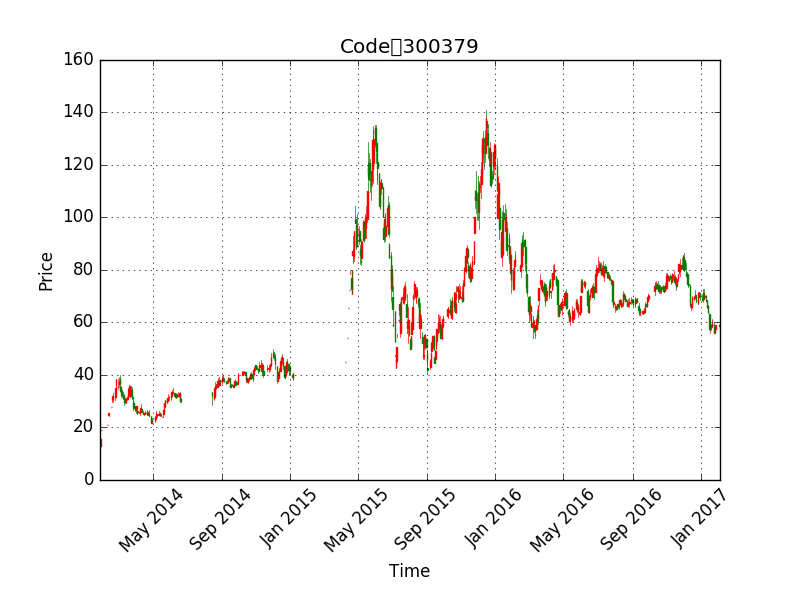 Code▯300379
160
140
120
100
80
60
40
20
0
Price
May 2014
Sep 2014
Jan 2015
May 2015
Sep 2015
Jan 2016
May 2016
Sep 2016
Jan 2017
Time